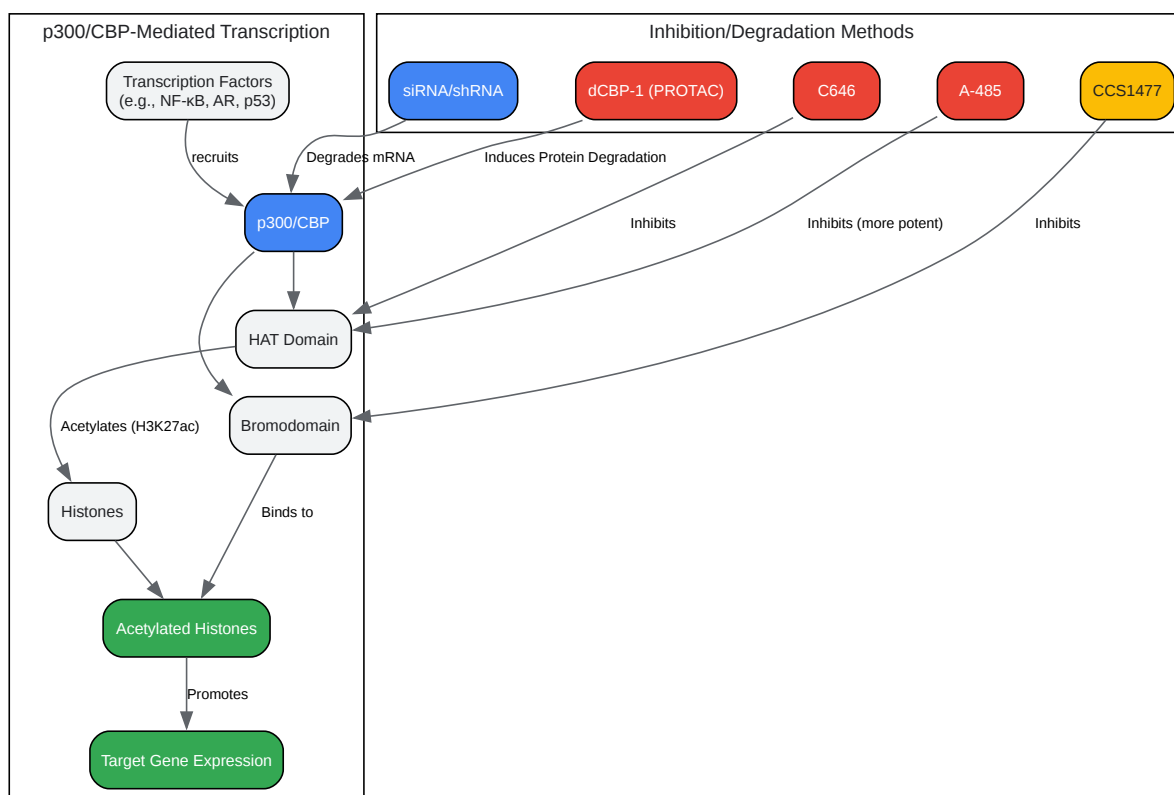 p300/CBP-Mediated Transcription
Inhibition/Degradation Methods
Transcription Factors
(e.g., NF-κB, AR, p53)
siRNA/shRNA
dCBP-1 (PROTAC)
C646
A-485
CCS1477
recruits
Degrades mRNA
Induces Protein Degradation
p300/CBP
Inhibits
Inhibits (more potent)
Inhibits
HAT Domain
Acetylates (H3K27ac)
Bromodomain
Histones
Binds to
Acetylated Histones
Promotes
Target Gene Expression